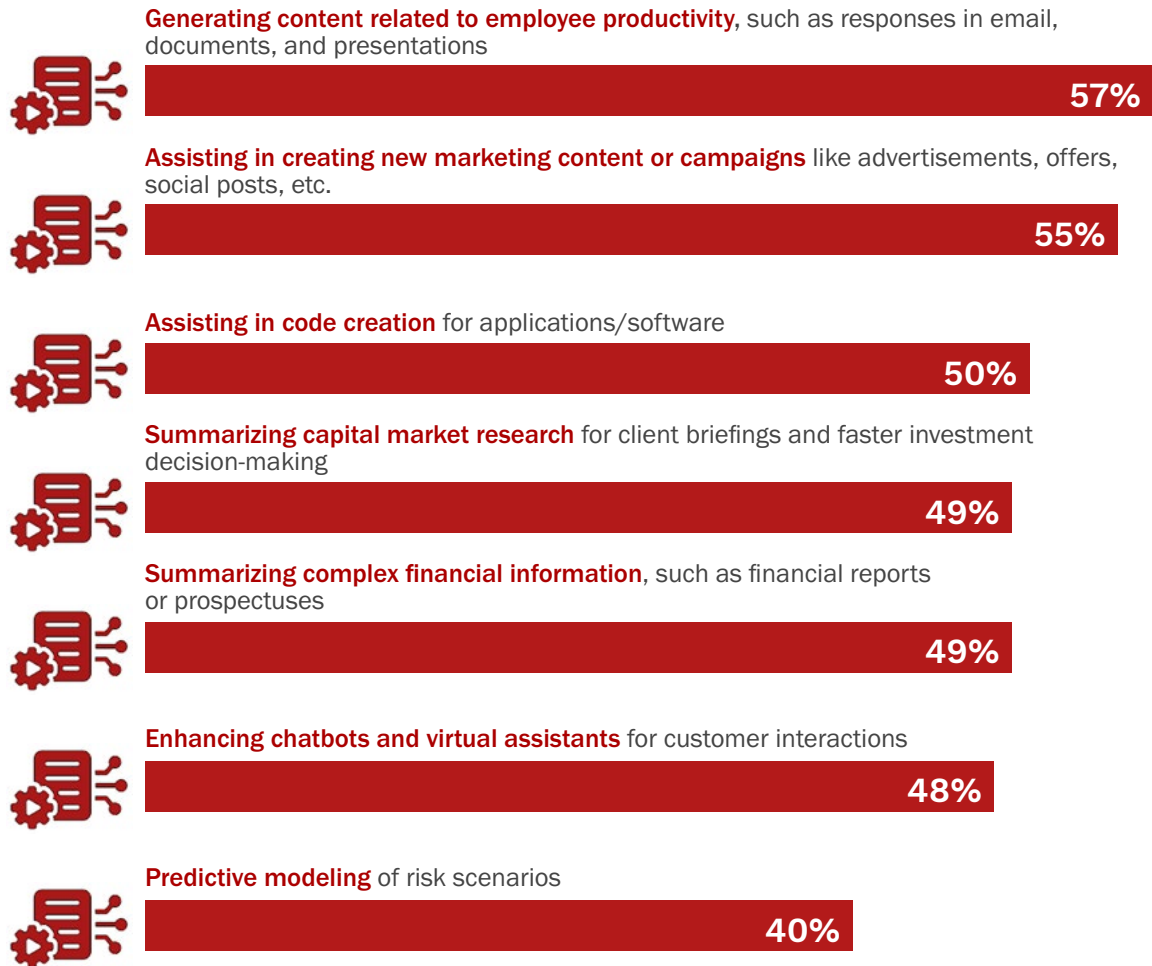 Generating content related to employee productivity, such as responses in email,
documents, and presentations
57%
Assisting in creating new marketing content or campaigns like advertisements, offers,
social posts, etc.
55%
Assisting in code creation for applications/software
50%
Summarizing capital market research for client briefings and faster investment
decision-making
49%
Summarizing complex financial information, such as financial reports
or prospectuses
49%
Enhancing chatbots and virtual assistants for customer interactions
48%
Predictive modeling of risk scenarios
40%